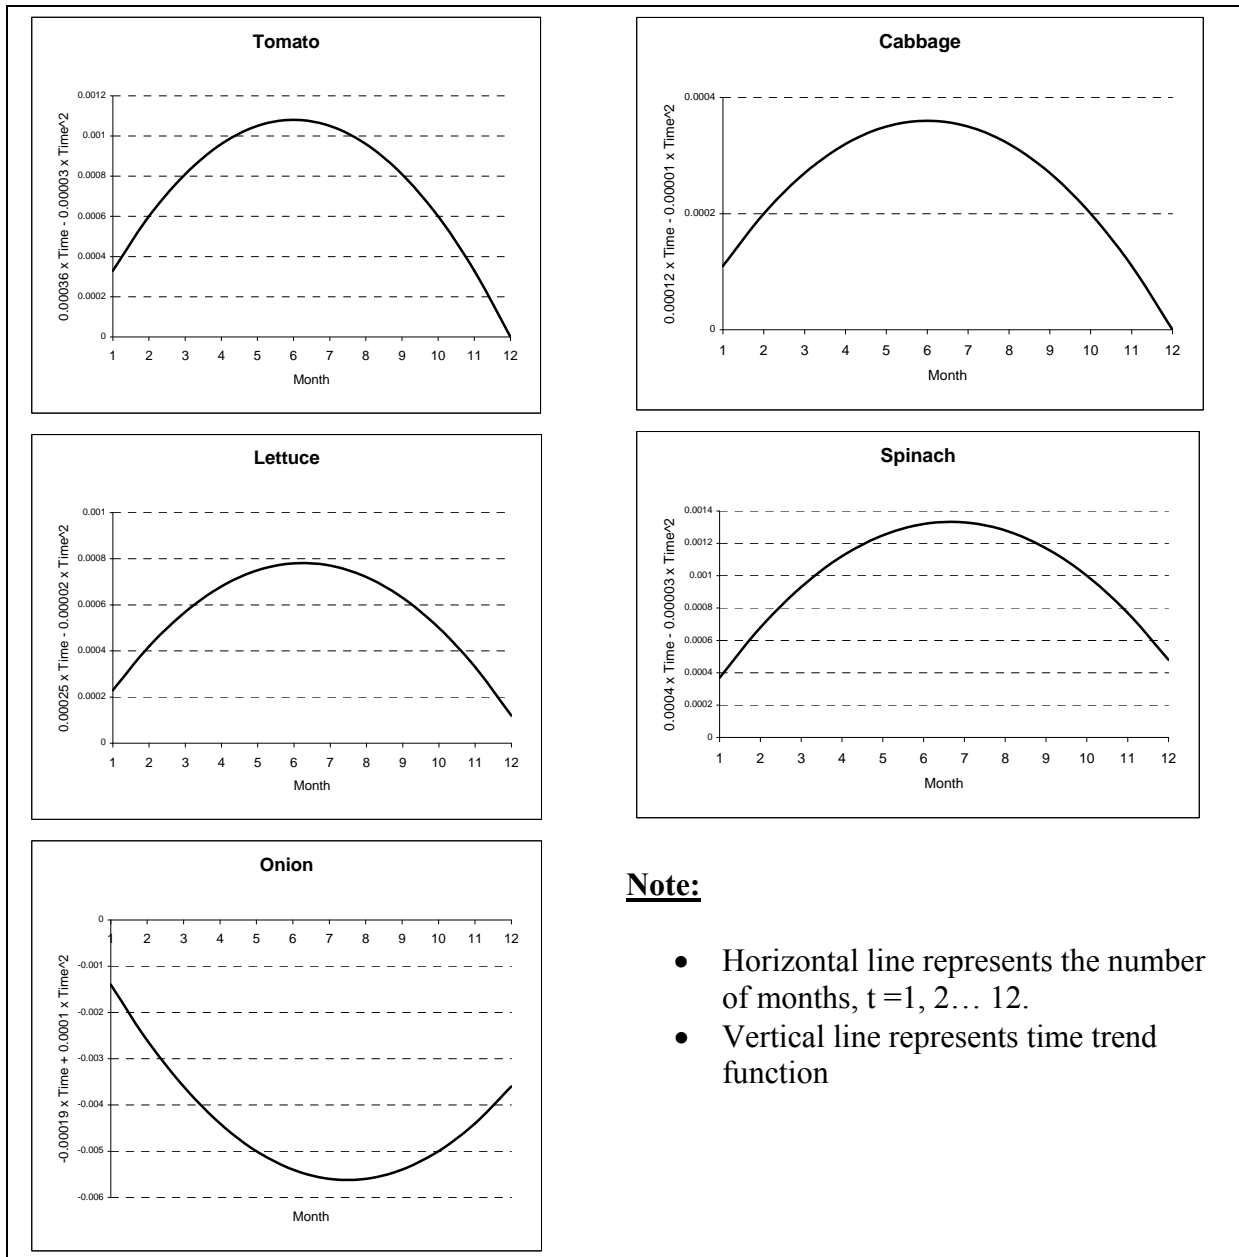 Tomato
0.00036 x Time - 0.00003 x Time^2
0.0012
0.001
0.0008
0.0006
0.0004
0.0002
0
1 2 3 4 5 6 7 8 9 10 11 12
Month
Cabbage
0.00012 x Time - 0.00001 x Time^2
0.0004
0.0002
0
1 2 3 4 5 6 7 8 9 10 11 12
Month
Lettuce
0.00025 x Time - 0.00002 x Time^2
0.001
0.0008
0.0006
0.0004
0.0002
0
1 2 3 4 5 6 7 8 9 10 11 12
Month
Spinach
0.0004 x Time - 0.00003 x Time^2
0.0014
0.0012
0.001
0.0008
0.0006
0.0004
0.0002
0
1 2 3 4 5 6 7 8 9 10 11 12
Month
Onion
-0.00019 x Time + 0.0001 x Time^2
0
1 2 3 4 5 6 7 8 9 10 11 12
-0.001
-0.002
-0.003
-0.004
-0.005
-0.006
Month
Note:
• Horizontal line represents the number
of months, t =1, 2… 12.
• Vertical line represents time trend
function